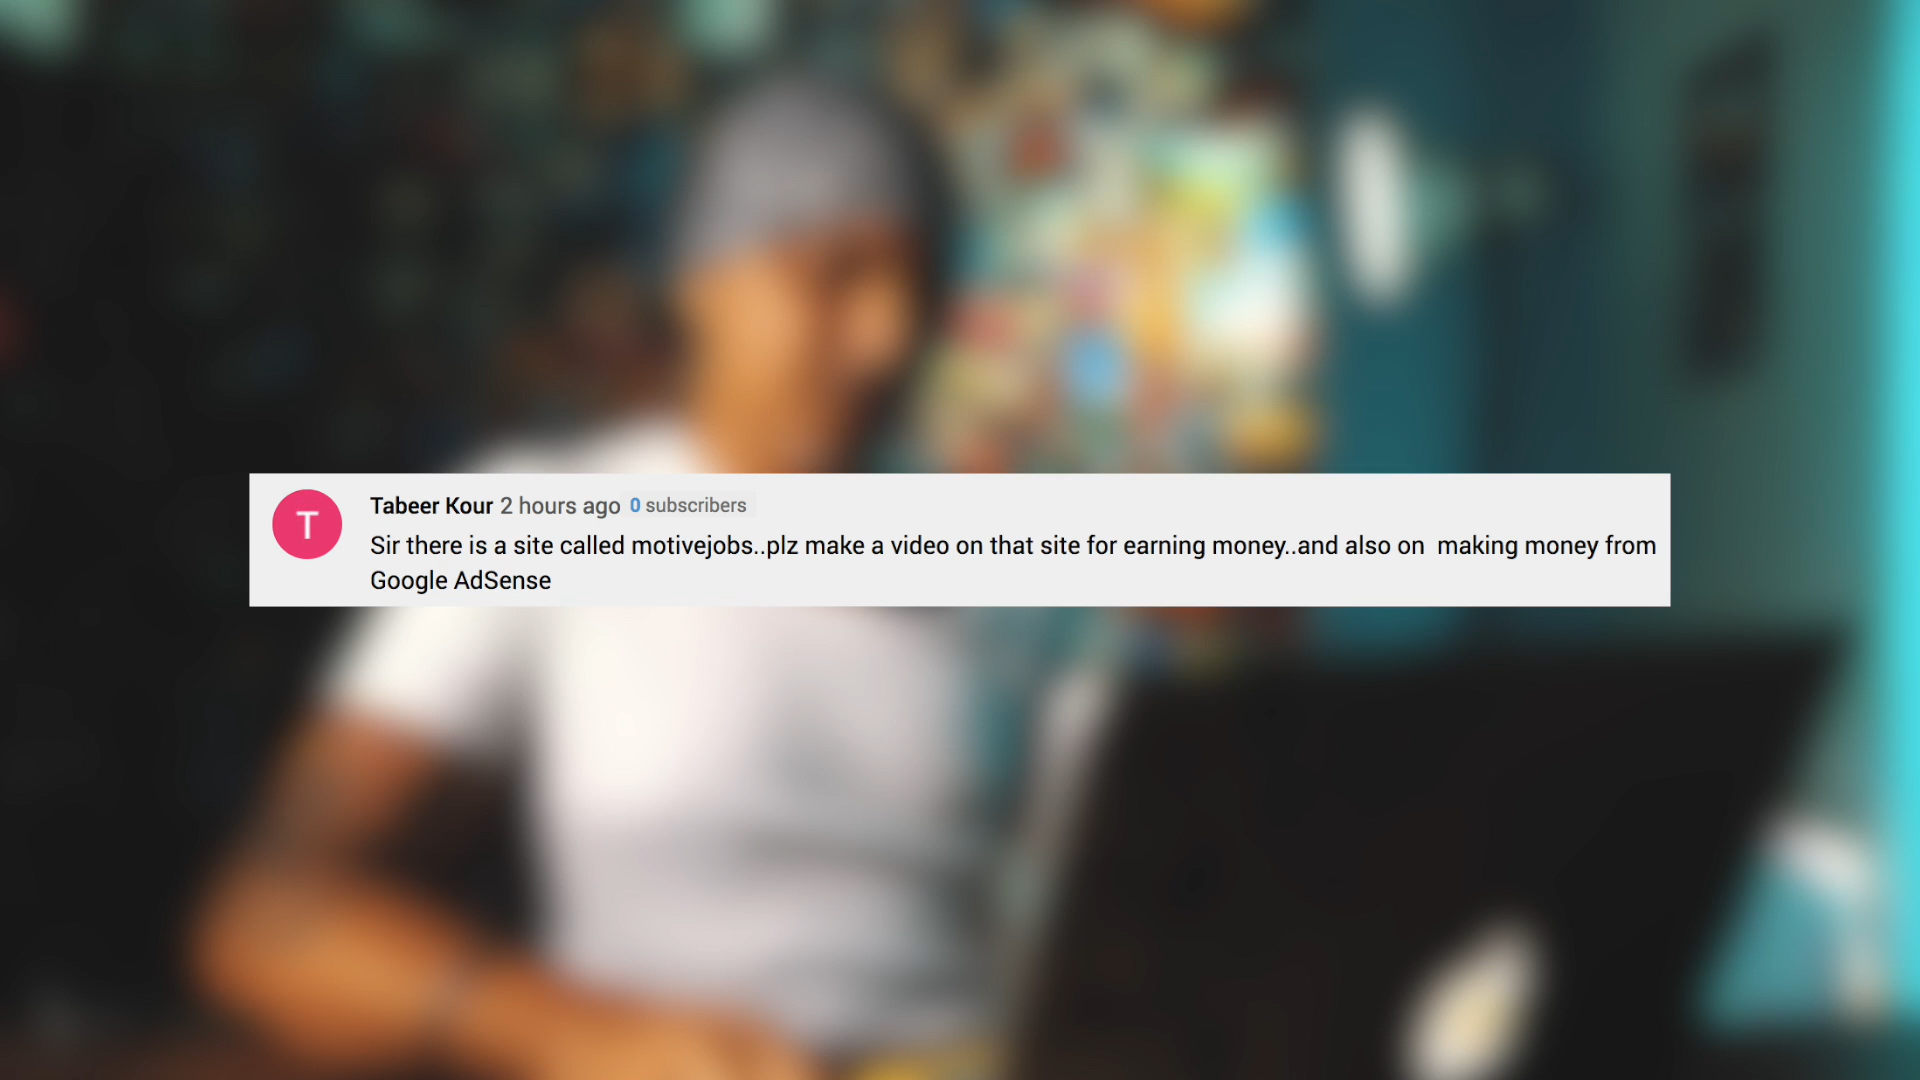 T
Tabeer Kour 2 hours ago 0 subscribers
Sir there is a site called motivejobs..plz make a video on that site for earning money..and also on  making money from
Google AdSense